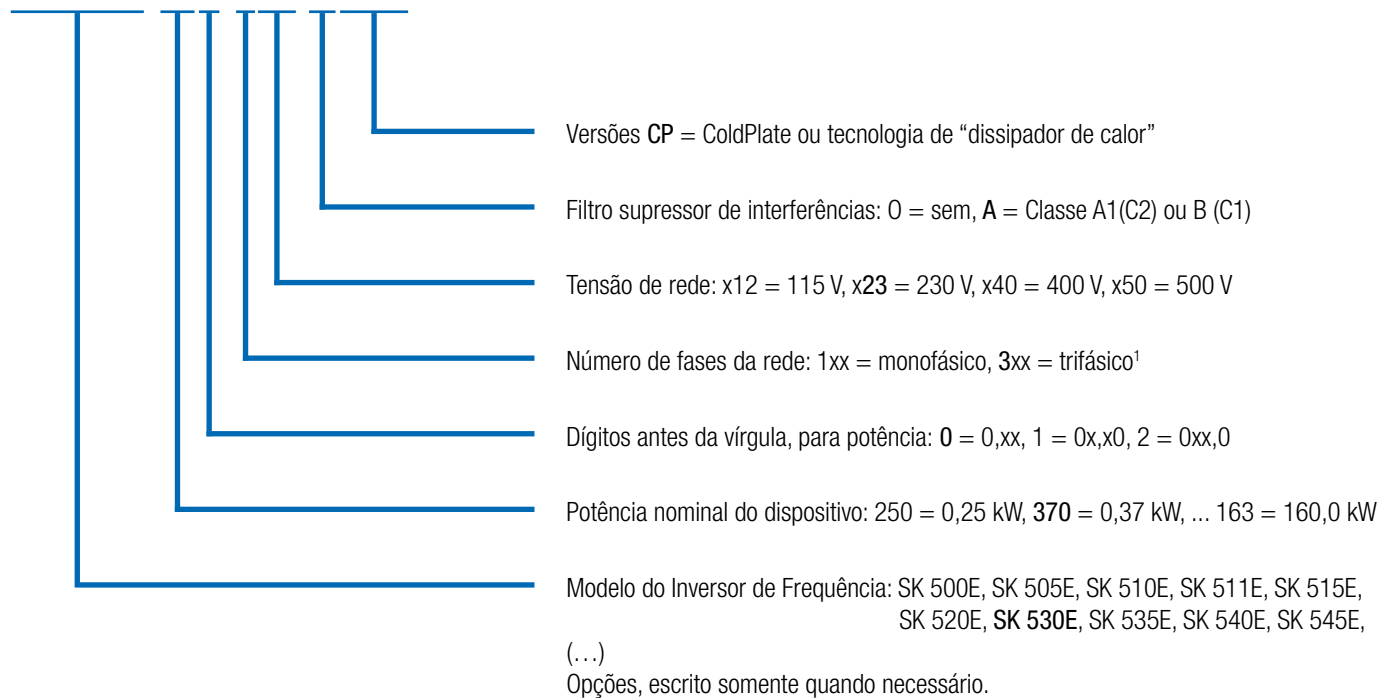 Versões CP = ColdPlate ou tecnologia de “dissipador de calor”
Filtro supressor de interferências: O = sem, A = Classe A1(C2) ou B (C1)
Tensão de rede: x12 = 115 V, x23 = 230 V, x40 = 400 V, x50 = 500 V
Número de fases da rede: 1xx = monofásico, 3xx = trifásico¹
Dígitos antes da vírgula, para potência: 0 = 0,xx, 1 = 0x,x0, 2 = 0xx,0
Potência nominal do dispositivo: 250 = 0,25 kW, 370 = 0,37 kW, ... 163 = 160,0 kW
Modelo do Inversor de Frequência: SK 500E, SK 505E, SK 510E, SK 511E, SK 515E,
SK 520E, SK 530E, SK 535E, SK 540E, SK 545E,
(…)
Opções, escrito somente quando necessário.